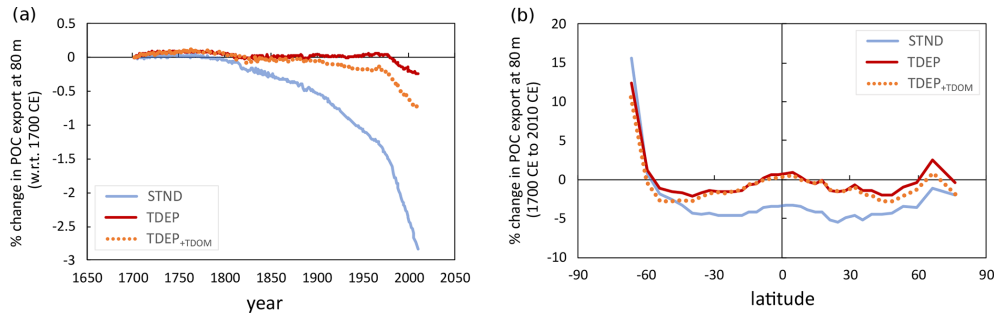 (a)
% change in POC export at 80 m
(w.r.t. 1700 CE)
0.5
0
-0.5
-1
-1.5
-2
-2.5
-3
STND
TDEP
TDEP+TDOM
1650 1700 1750 1800 1850 1900 1950 2000 2050
year
(b)
% change in POC export at 80 m
(1700 CE to 2010 CE)
20
15
10
5
0
-5
-10
STND
TDEP
TDEP+TDOM
-90 -60 -30 0 30 60 90
latitude